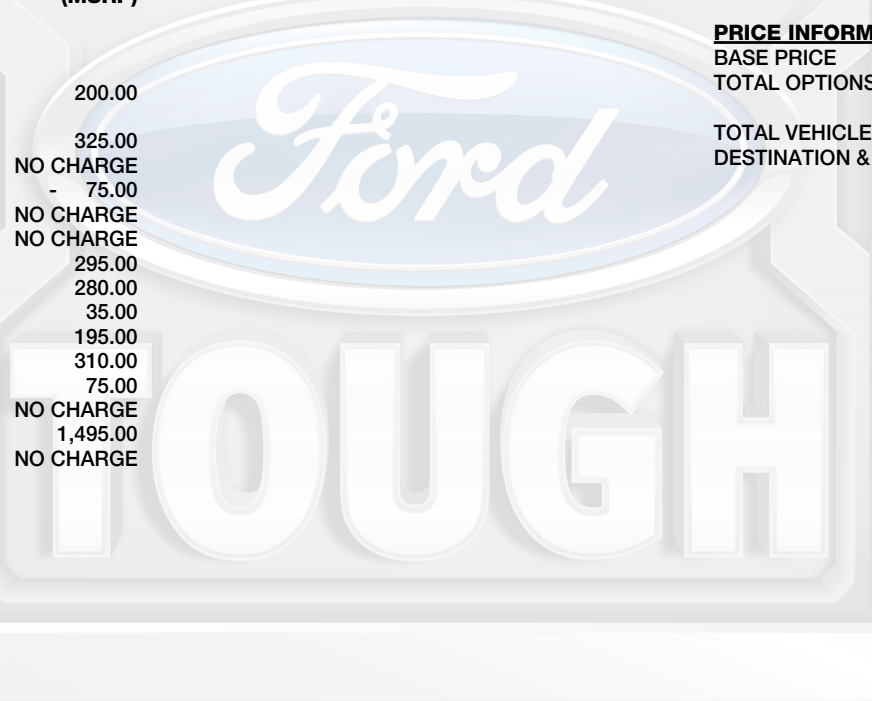 (MSRP)
200.00
325.00
NO CHARGE
- 75.00
NO CHARGE
NO CHARGE
295.00
280.00
35.00
195.00
310.00
75.00
NO CHARGE
1,495.00
NO CHARGE
PRICE INFORM
BASE PRICE
TOTAL OPTIONS
TOTAL VEHICLE
DESTINATION &
Ford
TOUGH